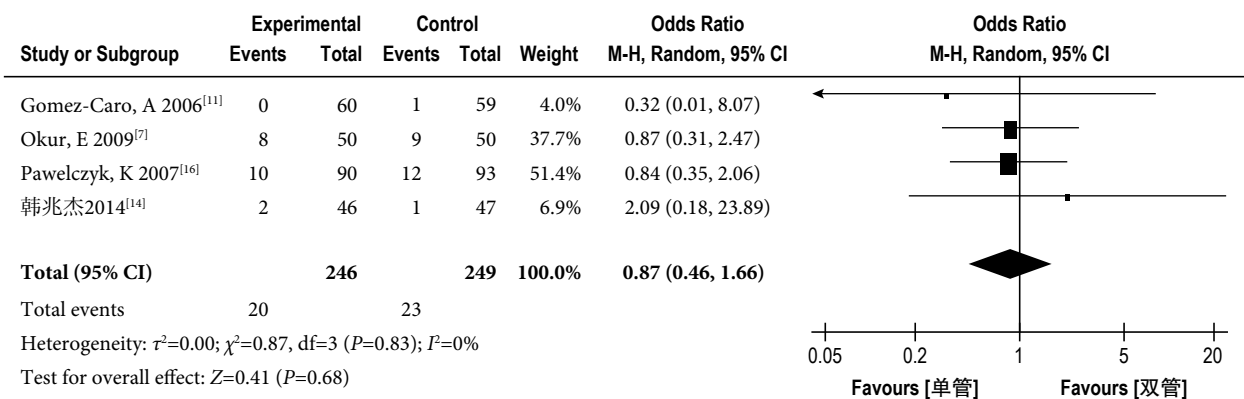 Experimental Control Odds Ratio Odds Ratio
Study or Subgroup Events Total Events Total Weight M-H, Random, 95% CI M-H, Random, 95% CI
Gomez-Caro, A 2006[11] 0 60 1 59 4.0% 0.32 (0.01, 8.07)
Okur, E 2009[7] 8 50 9 50 37.7% 0.87 (0.31, 2.47)
Pawelczyk, K 2007[16] 10 90 12 93 51.4% 0.84 (0.35, 2.06)
韩兆杰2014[14] 2 46 1 47 6.9% 2.09 (0.18, 23.89)
Total (95% CI) 246 249 100.0% 0.87 (0.46, 1.66)
Total events 20 23
Heterogeneity: τ²=0.00; χ²=0.87, df=3 (P=0.83); I²=0%
Test for overall effect: Z=0.41 (P=0.68)
0.05 0.2 1 5 20
Favours [单管] Favours [双管]